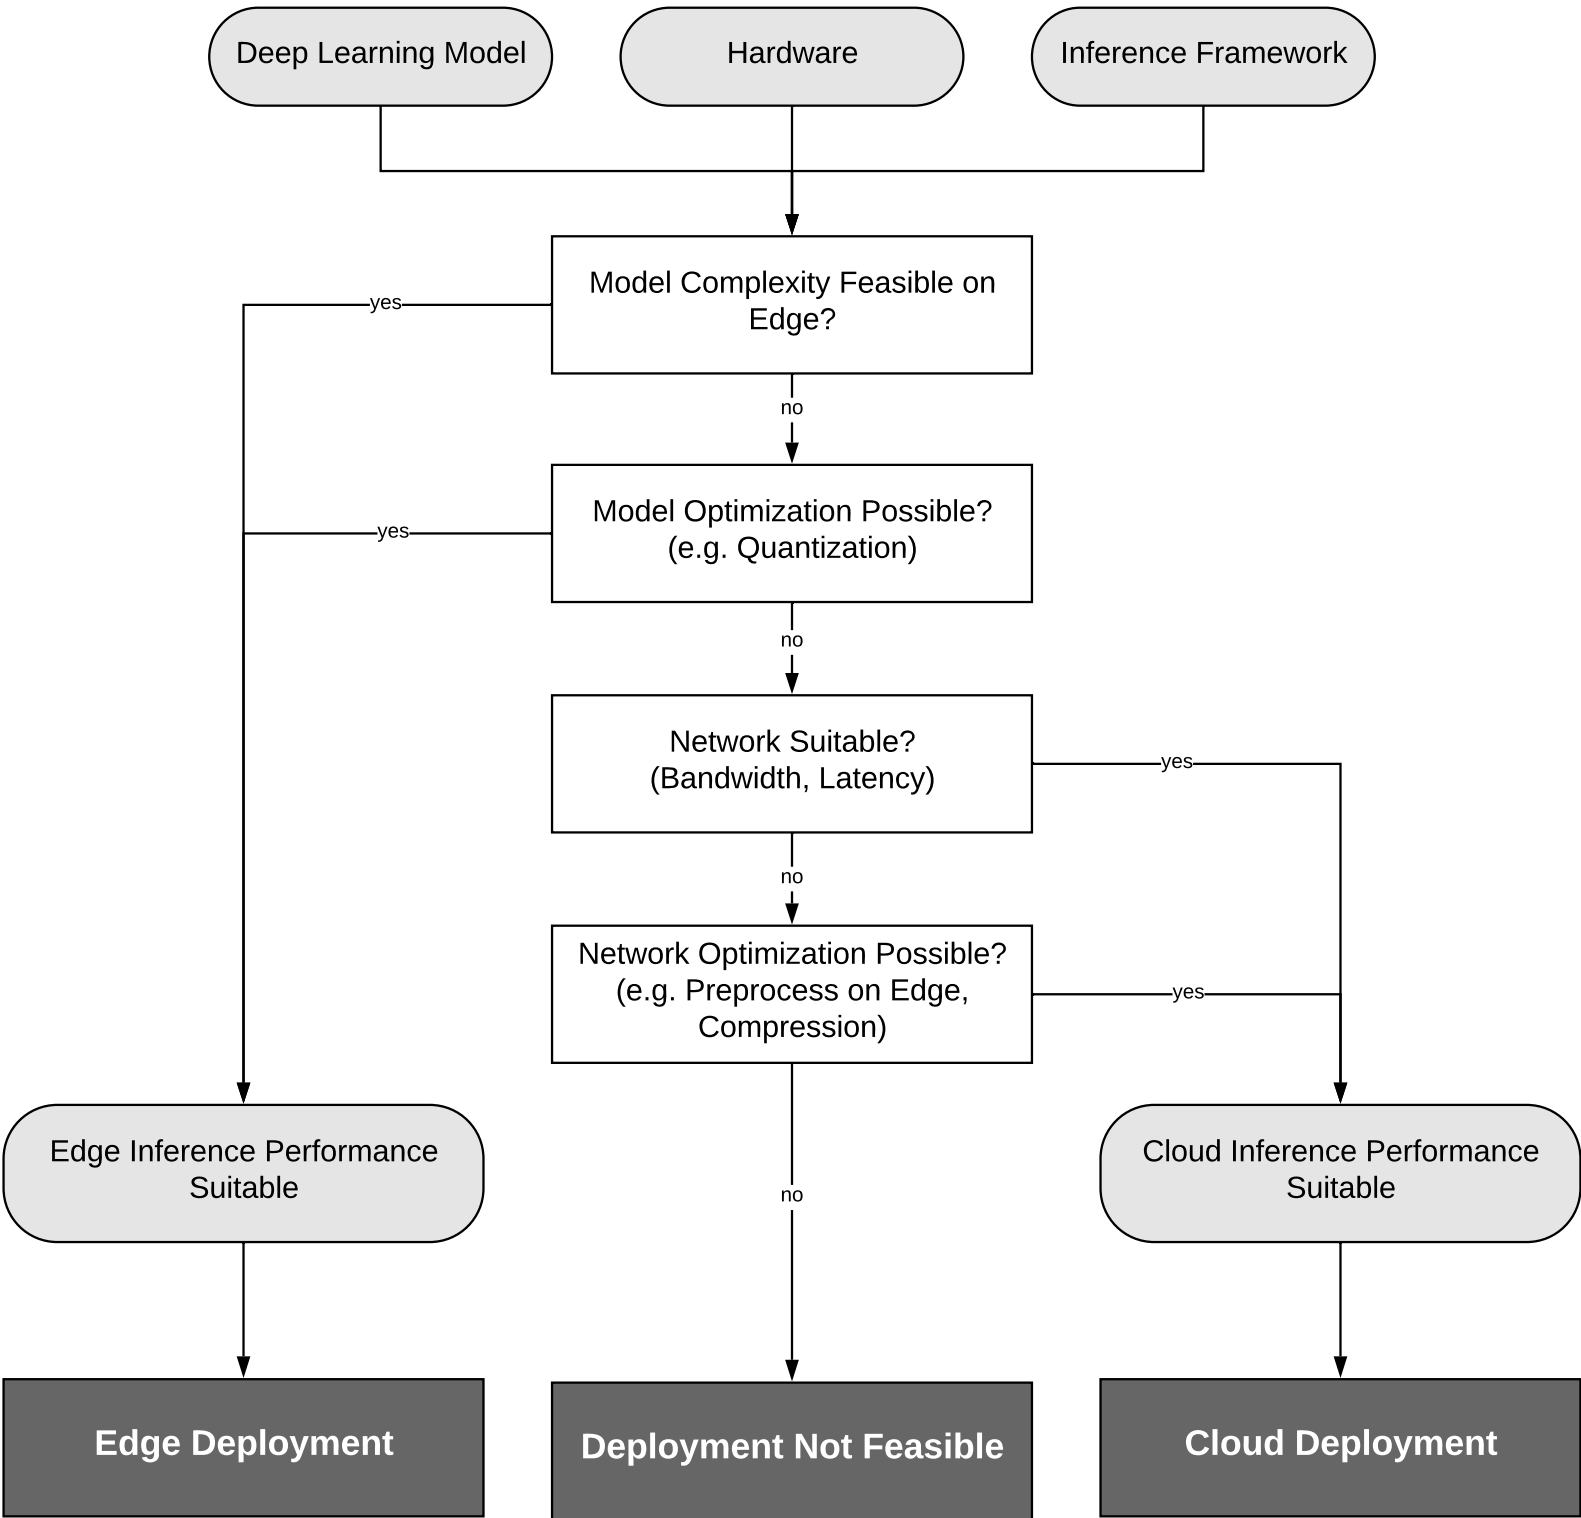 Deep Learning Model
Hardware
Inference Framework
Model Complexity Feasible on
Edge?
yes
no
Model Optimization Possible?
(e.g. Quantization)
yes
no
Network Suitable?
(Bandwidth, Latency)
yes
no
Network Optimization Possible?
(e.g. Preprocess on Edge,
Compression)
yes
Edge Inference Performance
Suitable
no
Cloud Inference Performance
Suitable
Edge Deployment
Deployment Not Feasible
Cloud Deployment